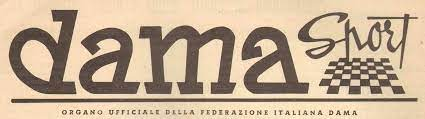 dama Sport
ORGANO UFFICIALE DELLA FEDERAZIONE ITALIANA DAMA